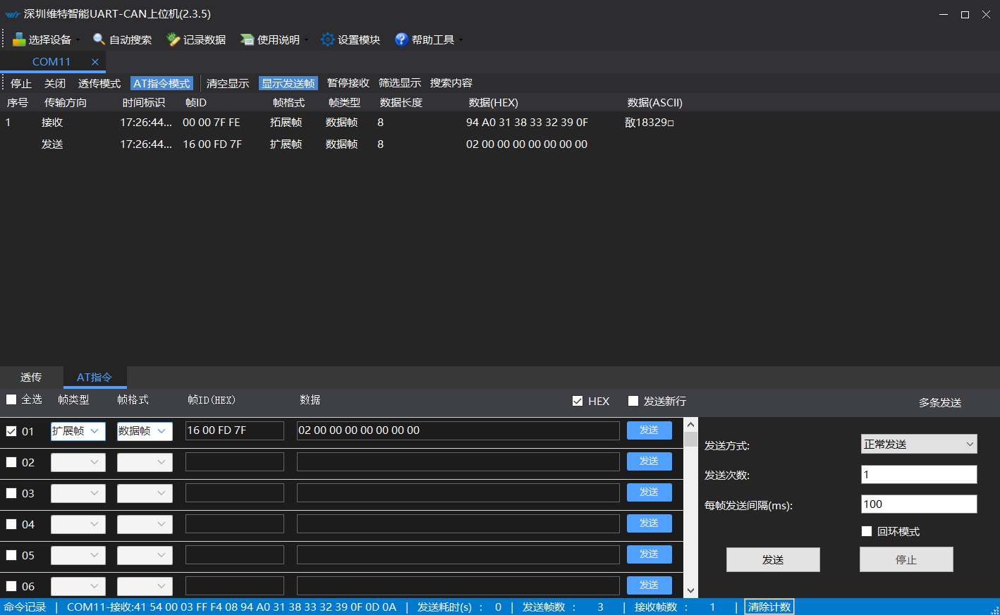 深圳维特智能UART-CAN上位机(2.3.5)
选择设备 自动搜索 记录数据 使用说明 设置模块 帮助工具
COM11
停止 关闭 透传模式 AT指令模式 清空显示 显示发送帧 暂停接收 筛选显示 搜索内容
序号 传输方向 时间标识 帧ID 帧格式 帧类型 数据长度 数据(HEX) 数据(ASCII)
1 接收 17:26:44... 00 00 7F FE 拓展帧 数据帧 8 94 A0 31 38 33 32 39 0F 敔18329□
发送 17:26:44... 16 00 FD 7F 扩展帧 数据帧 8 02 00 00 00 00 00 00 00
透传 AT指令
全选 帧类型 帧格式 帧ID(HEX) 数据 HEX 发送新行 多条发送
01 扩展帧 数据帧 16 00 FD 7F 02 00 00 00 00 00 00 00 发送
02 发送
03 发送
04 发送
05 发送
06 发送
发送方式: 正常发送
发送次数: 1
每帧发送间隔(ms): 100
回环模式
发送 停止
命令记录 | COM11-接收:41 54 00 03 FF F4 08 94 A0 31 38 33 32 39 0F 0D 0A | 发送耗时(s) : 0 | 发送帧数 : 3 | 接收帧数 : 1 | 清除计数